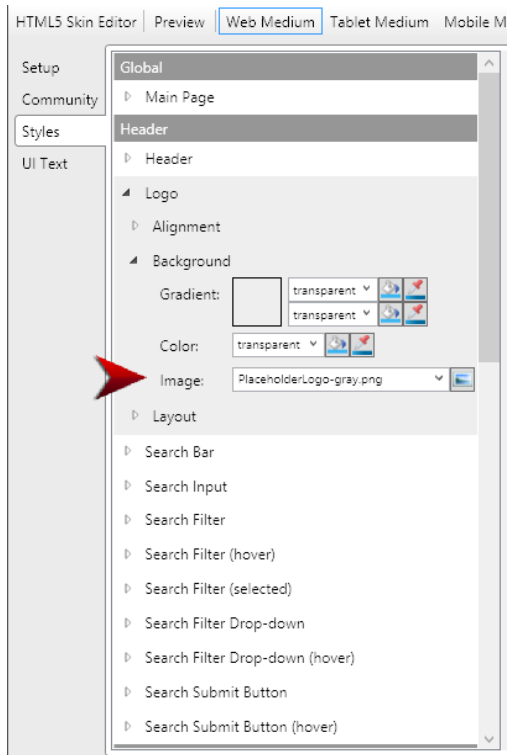 HTML5 Skin Editor Preview Web Medium Tablet Medium Mobile M
Setup
Community
Styles
UI Text
Global
Main Page
Header
Header
Logo
Alignment
Background
Gradient: transparent
transparent
Color: transparent
Image: PlaceholderLogo-gray.png
Layout
Search Bar
Search Input
Search Filter
Search Filter (hover)
Search Filter (selected)
Search Filter Drop-down
Search Filter Drop-down (hover)
Search Submit Button
Search Submit Button (hover)